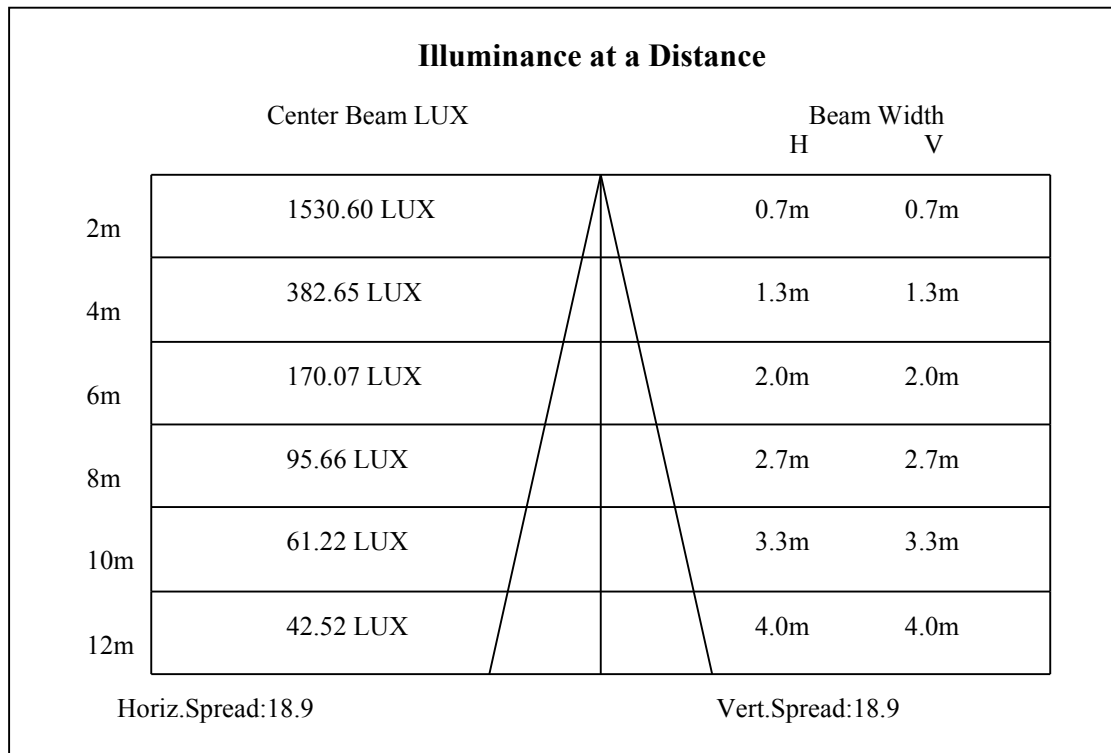 Illuminance at a Distance
Center Beam LUX Beam Width
H V
2m 1530.60 LUX 0.7m 0.7m
4m 382.65 LUX 1.3m 1.3m
6m 170.07 LUX 2.0m 2.0m
8m 95.66 LUX 2.7m 2.7m
10m 61.22 LUX 3.3m 3.3m
12m 42.52 LUX 4.0m 4.0m
Horiz.Spread:18.9 Vert.Spread:18.9